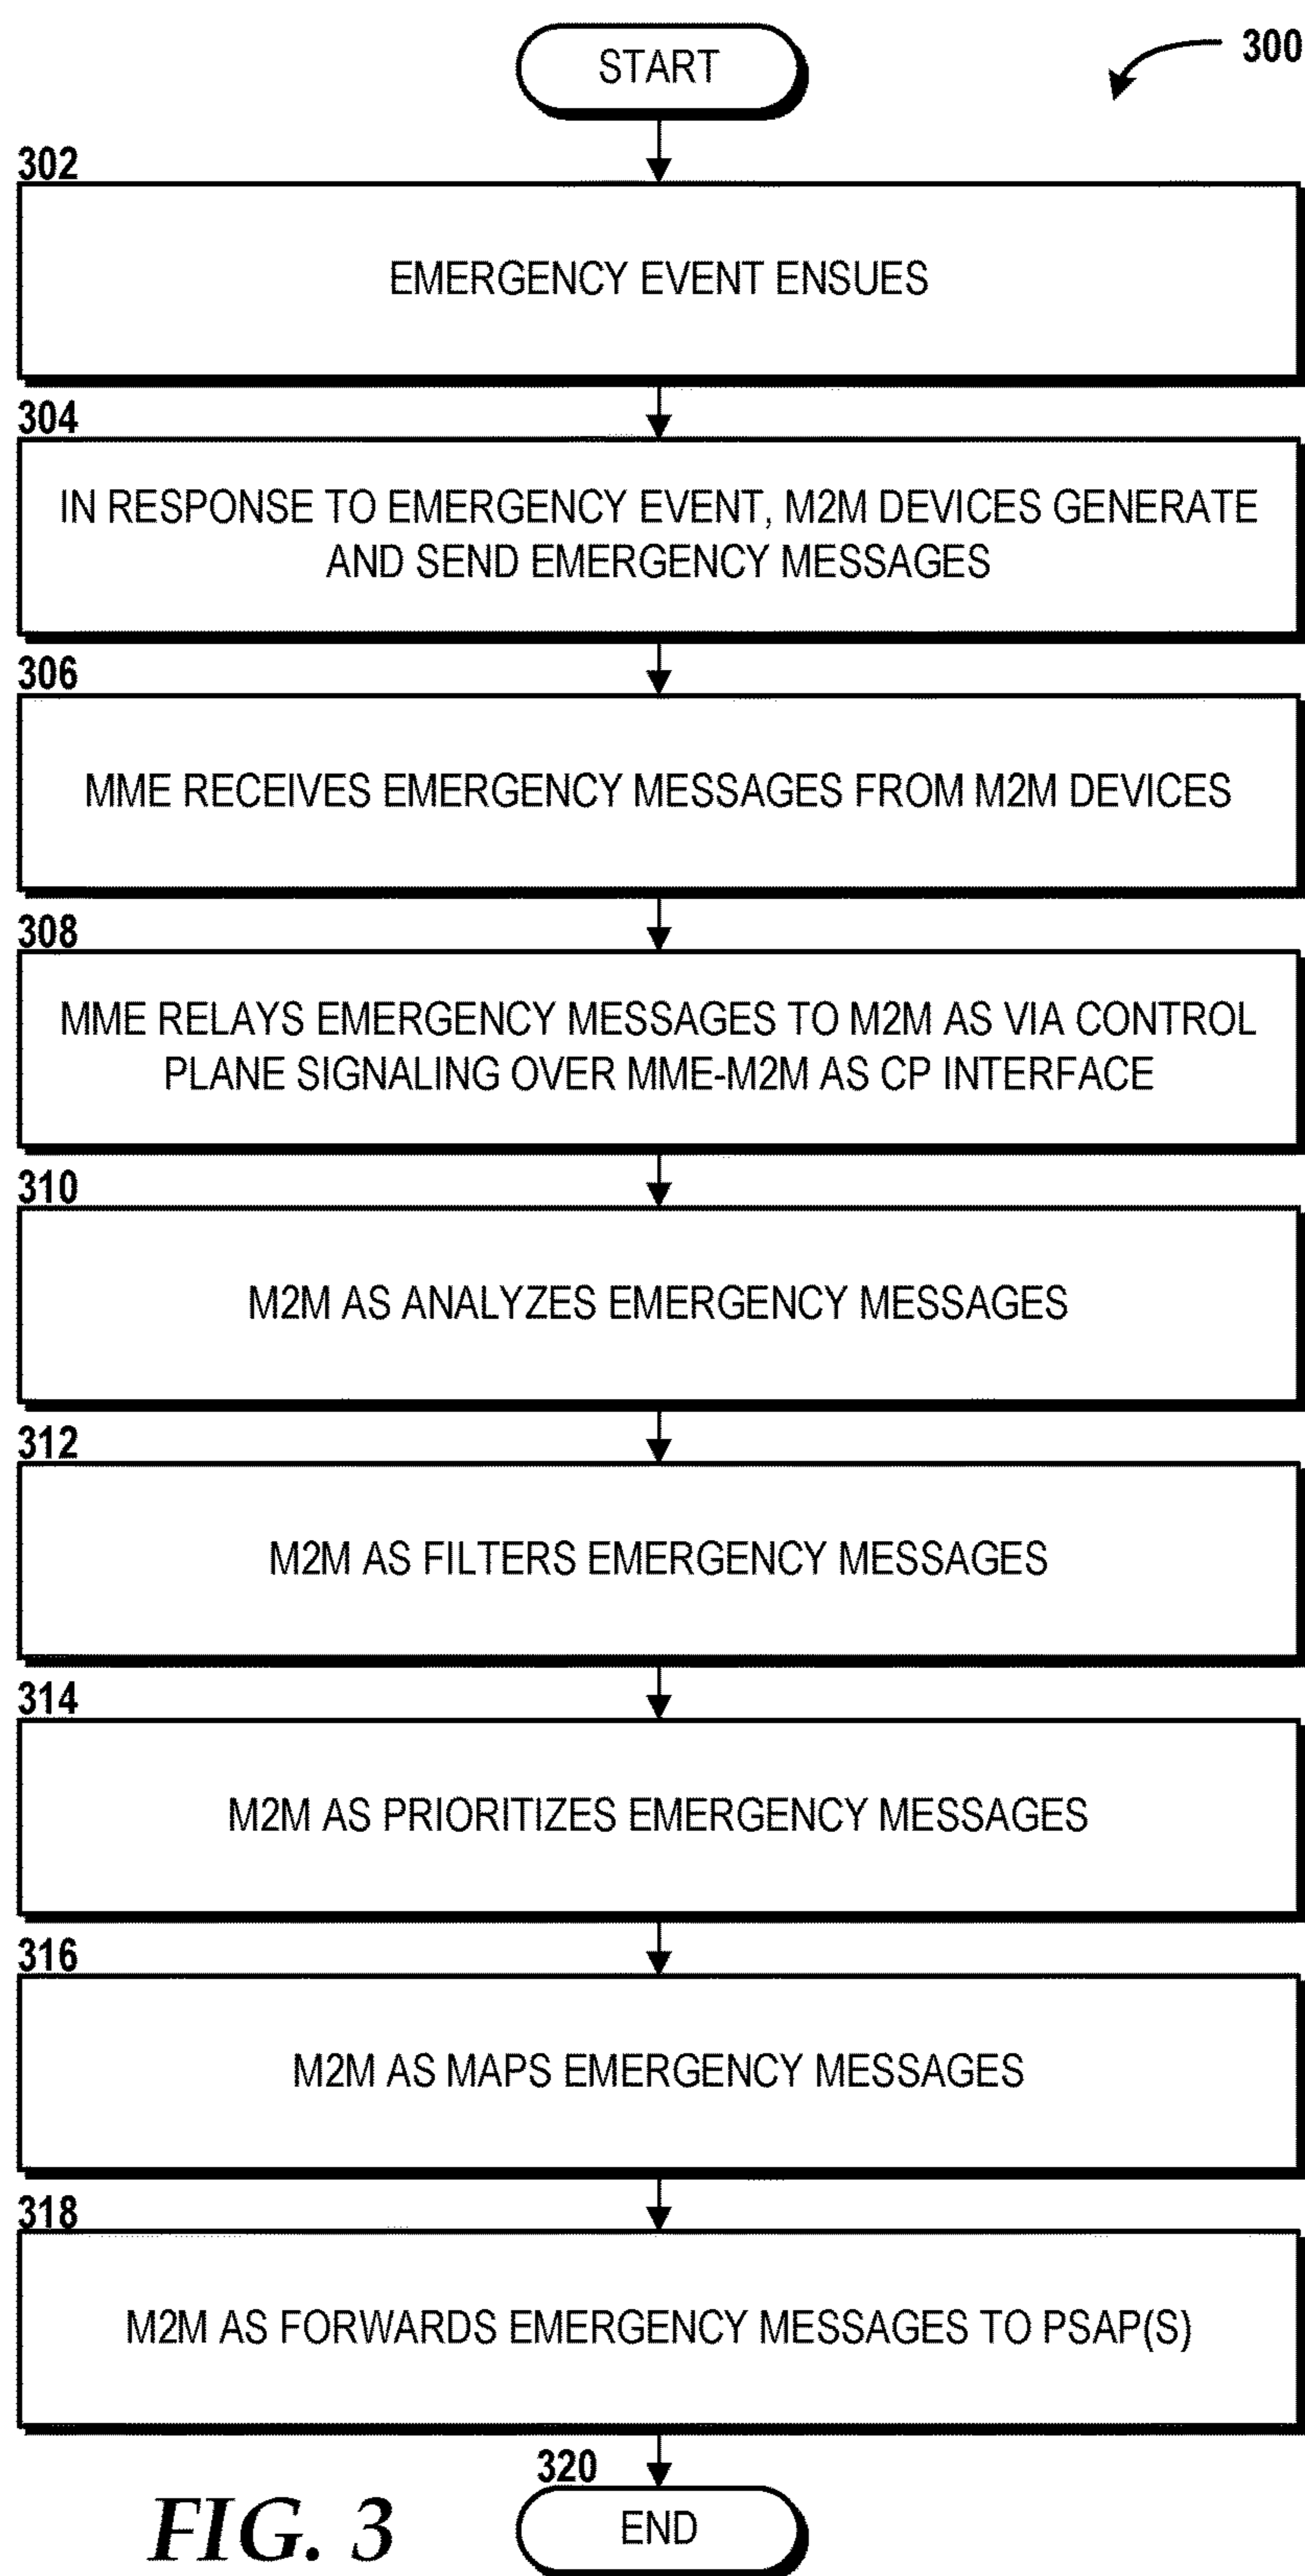 START
300
302
EMERGENCY EVENT ENSUES
304
IN RESPONSE TO EMERGENCY EVENT, M2M DEVICES GENERATE
AND SEND EMERGENCY MESSAGES
306
MME RECEIVES EMERGENCY MESSAGES FROM M2M DEVICES
308
MME RELAYS EMERGENCY MESSAGES TO M2M AS VIA CONTROL
PLANE SIGNALING OVER MME-M2M AS CP INTERFACE
310
M2M AS ANALYZES EMERGENCY MESSAGES
312
M2M AS FILTERS EMERGENCY MESSAGES
314
M2M AS PRIORITIZES EMERGENCY MESSAGES
316
M2M AS MAPS EMERGENCY MESSAGES
318
M2M AS FORWARDS EMERGENCY MESSAGES TO PSAP(S)
320
END
FIG. 3